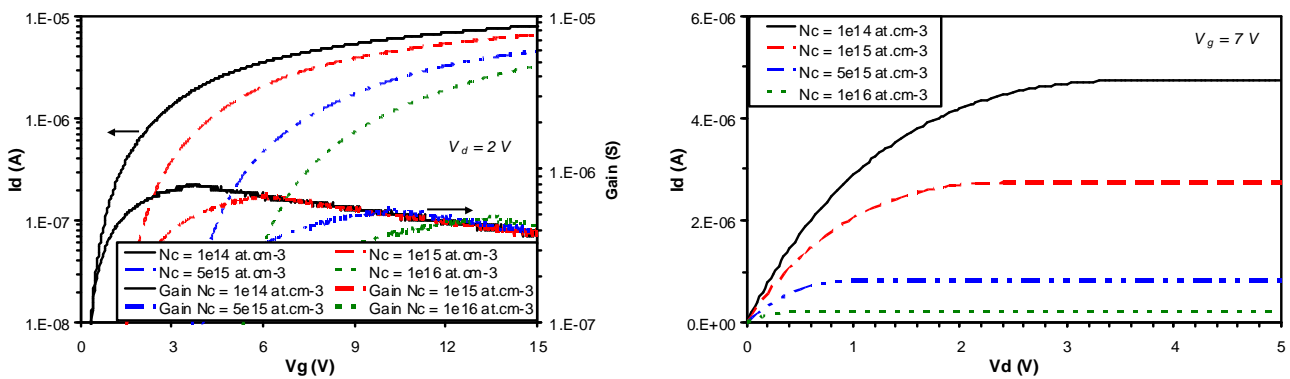 1.E-05
1.E-06
1.E-07
1.E-08
Id (A)
1.E-05
1.E-06
1.E-07
Gain (S)
V d = 2 V
Nc = 1e14 at.cm-3
Nc = 1e15 at.cm-3
Nc = 5e15 at.cm-3
Nc = 1e16 at.cm-3
Gain Nc = 1e14 at.cm-3
Gain Nc = 1e15 at.cm-3
Gain Nc = 5e15 at.cm-3
Gain Nc = 1e16 at.cm-3
0 3 6 9 12 15
Vg (V)
6.E-06
4.E-06
2.E-06
0.E+00
Id (A)
Nc = 1e14 at.cm-3
Nc = 1e15 at.cm-3
Nc = 5e15 at.cm-3
Nc = 1e16 at.cm-3
V g = 7 V
0 1 2 3 4 5
Vd (V)